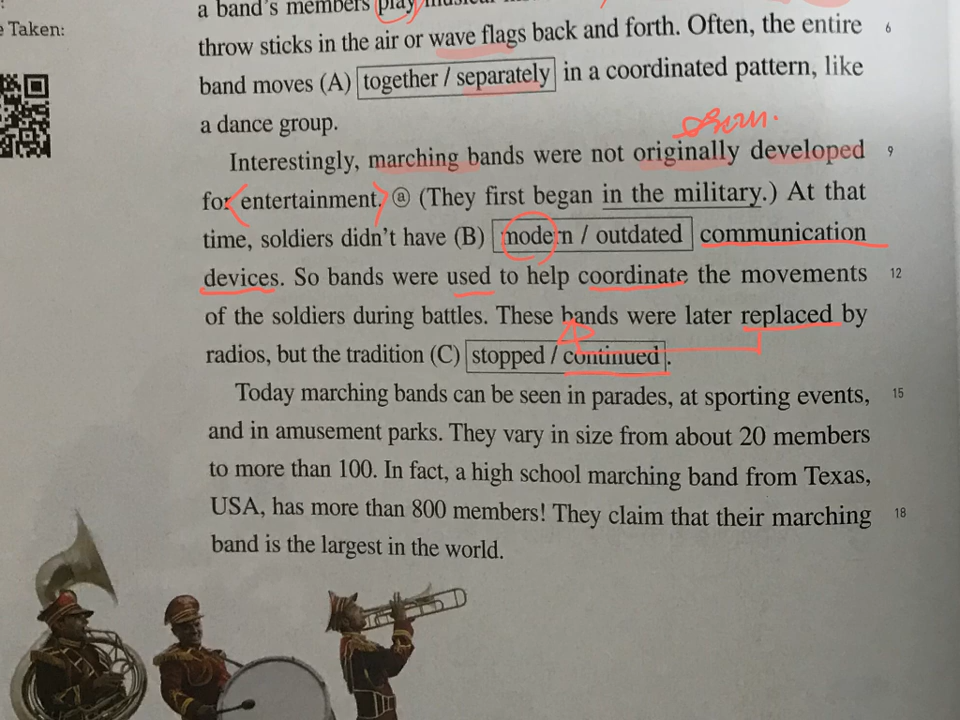 a band's members play
Taken:
throw sticks in the air or wave flags back and forth. Often, the entire 6
band moves (A) together / separately in a coordinated pattern, like
a dance group.
Interestingly, marching bands were not originally developed 9
for entertainment. ⓐ (They first began in the military.) At that
time, soldiers didn't have (B) modern / outdated communication
devices. So bands were used to help coordinate the movements 12
of the soldiers during battles. These bands were later replaced by
radios, but the tradition (C) stopped / continued.
Today marching bands can be seen in parades, at sporting events, 15
and in amusement parks. They vary in size from about 20 members
to more than 100. In fact, a high school marching band from Texas,
USA, has more than 800 members! They claim that their marching 18
band is the largest in the world.